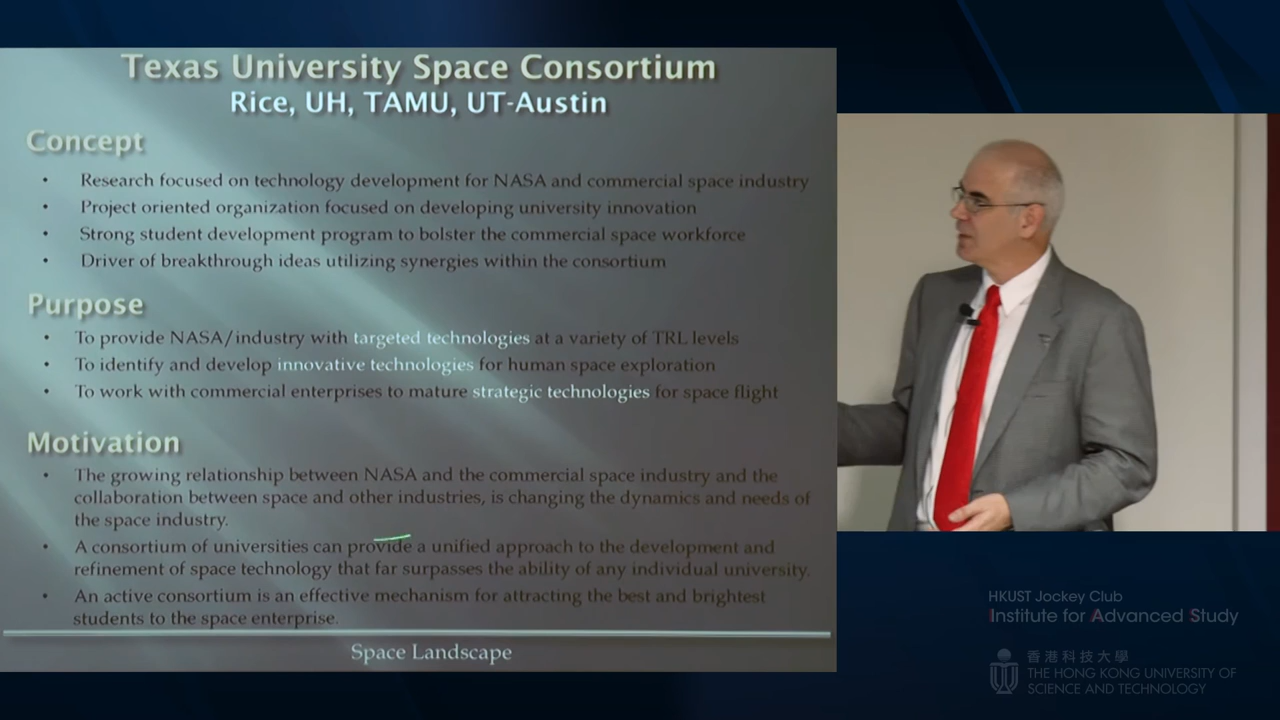 Texas University Space Consortium
Rice, UH, TAMU, UT-Austin
Concept
• Research focused on technology development for NASA and commercial space industry
• Project oriented organization focused on developing university innovation
• Strong student development program to bolster the commercial space workforce
• Driver of breakthrough ideas utilizing synergies within the consortium
Purpose
• To provide NASA/industry with targeted technologies at a variety of TRL levels
• To identify and develop innovative technologies for human space exploration
• To work with commercial enterprises to mature strategic technologies for space flight
Motivation
• The growing relationship between NASA and the commercial space industry and the
collaboration between space and other industries, is changing the dynamics and needs of
the space industry.
• A consortium of universities can provide a unified approach to the development and
refinement of space technology that far surpasses the ability of any individual university.
• An active consortium is an effective mechanism for attracting the best and brightest
students to the space enterprise.
Space Landscape
HKUST Jockey Club
Institute for Advanced Study
香港科技大學
THE HONG KONG UNIVERSITY OF
SCIENCE AND TECHNOLOGY